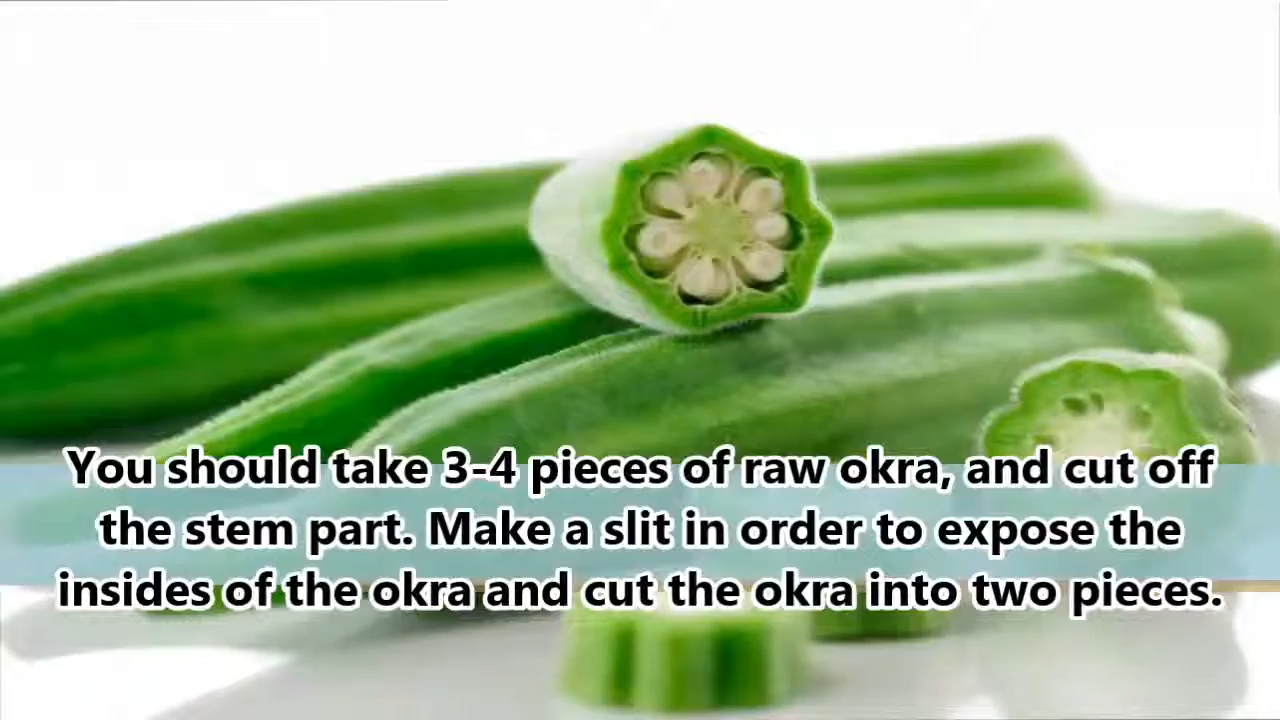 You should take 3-4 pieces of raw okra, and cut off
the stem part. Make a slit in order to expose the
insides of the okra and cut the okra into two pieces.